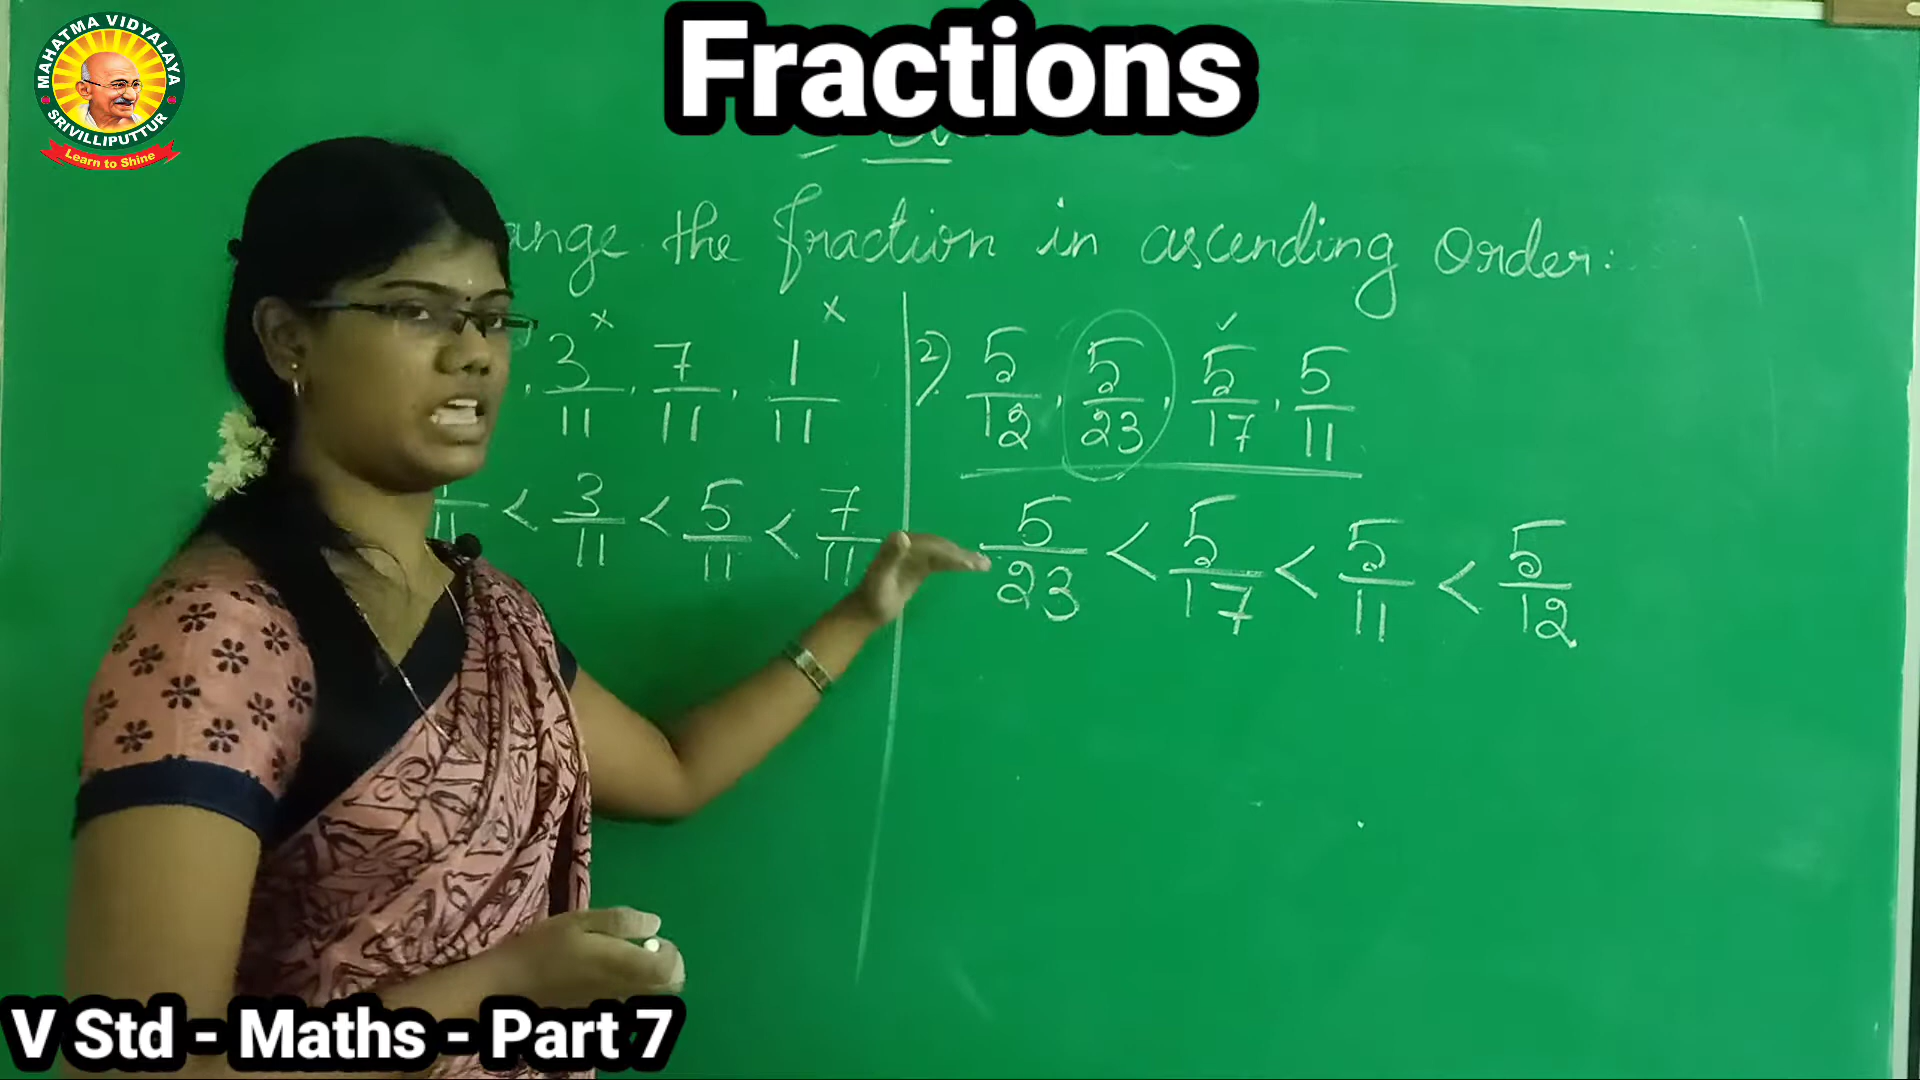 MAHATMA VIDYALAYA
SRIVILLIPUTTUR
Learn to Shine
Fractions
ange the fraction in ascending order:
, 3/11, 7/11, 1/11
1/11 < 3/11 < 5/11 < 7/11
2) 5/12, 5/23, 5/17, 5/11
5/23 < 5/17 < 5/11 < 5/12
V Std - Maths - Part 7